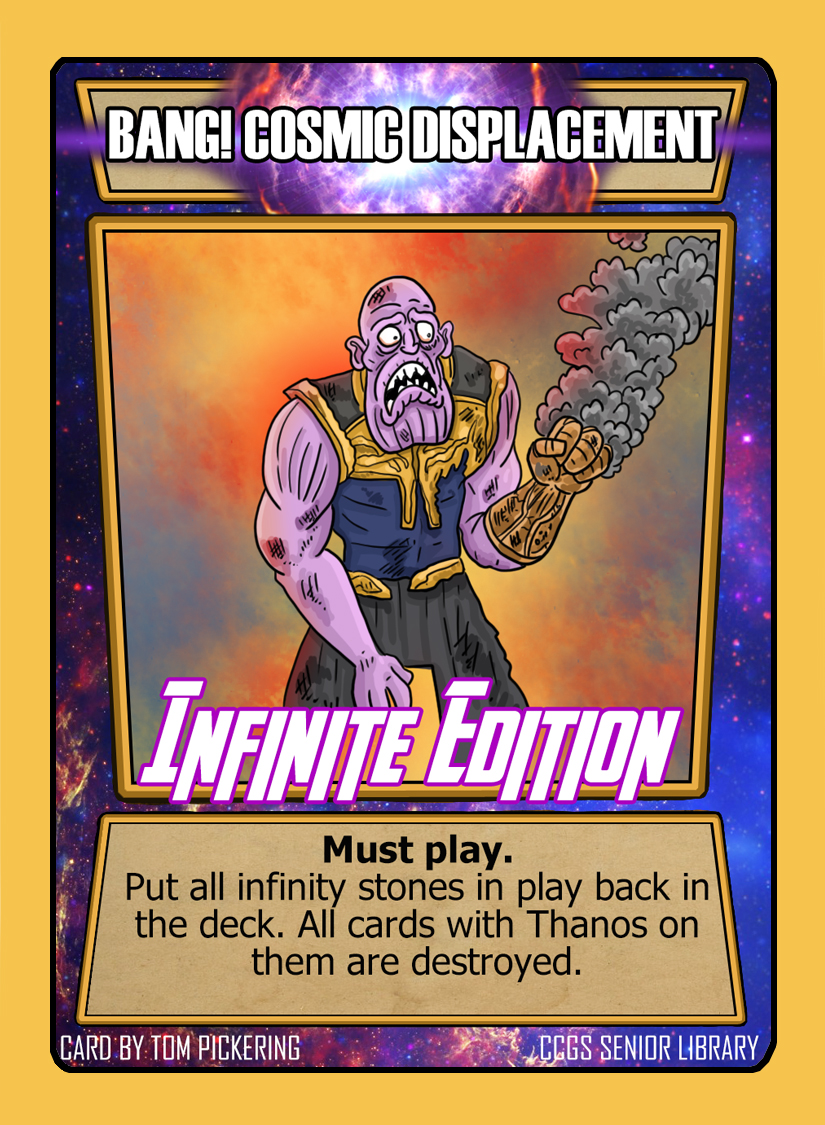 BANG! COSMIC DISPLACEMENT
INFINITE EDITION
Must play.
Put all infinity stones in play back in
the deck. All cards with Thanos on
them are destroyed.
CARD BY TOM PICKERING
CCGS SENIOR LIBRARY